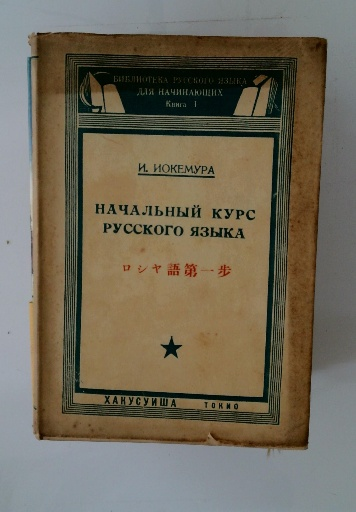 БИБЛИОТЕКА РУССКОГО ЯЗЫКА
ДЛЯ НАЧИНАЮЩИХ
Книга I
И. ИОКЕМУРА
НАЧАЛЬНЫЙ КУРС
РУССКОГО ЯЗЫКА
ロシヤ語第一歩
ХАКУСУИША ТОКИО